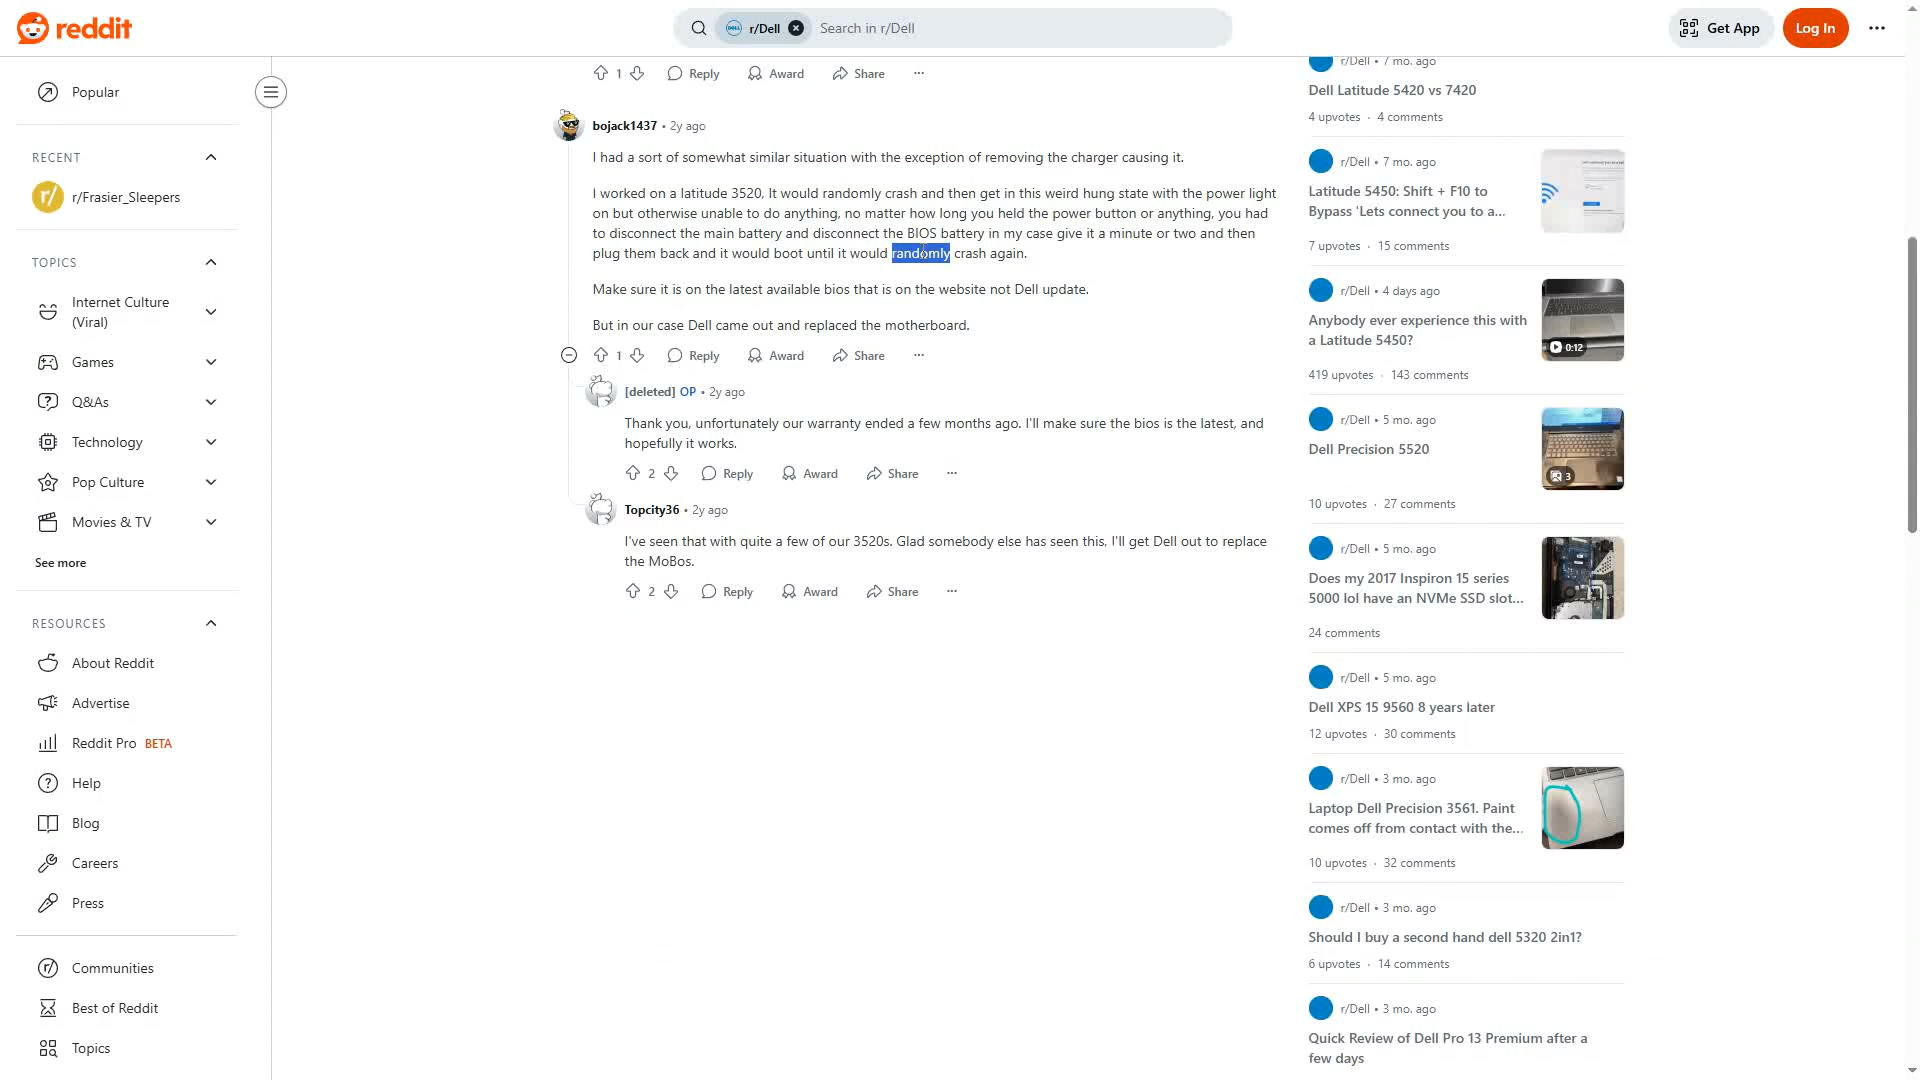 reddit
r/Dell
Search in r/Dell
Get App
Log In
Popular
RECENT
r/Frasier_Sleepers
TOPICS
Internet Culture
(Viral)
Games
Q&As
Technology
Pop Culture
Movies & TV
See more
RESOURCES
About Reddit
Advertise
Reddit Pro BETA
Help
Blog
Careers
Press
Communities
Best of Reddit
Topics
1 Reply Award Share
bojack1437 • 2y ago
I had a sort of somewhat similar situation with the exception of removing the charger causing it.
I worked on a latitude 3520, It would randomly crash and then get in this weird hung state with the power light
on but otherwise unable to do anything, no matter how long you held the power button or anything, you had
to disconnect the main battery and disconnect the BIOS battery in my case give it a minute or two and then
plug them back and it would boot until it would randomly crash again.
Make sure it is on the latest available bios that is on the website not Dell update.
But in our case Dell came out and replaced the motherboard.
1 Reply Award Share
[deleted] OP • 2y ago
Thank you, unfortunately our warranty ended a few months ago. I'll make sure the bios is the latest, and
hopefully it works.
2 Reply Award Share
Topcity36 • 2y ago
I've seen that with quite a few of our 3520s. Glad somebody else has seen this, I'll get Dell out to replace
the MoBos.
2 Reply Award Share
r/Dell • 7 mo. ago
Dell Latitude 5420 vs 7420
4 upvotes · 4 comments
r/Dell • 7 mo. ago
Latitude 5450: Shift + F10 to
Bypass 'Lets connect you to a...
7 upvotes · 15 comments
r/Dell • 4 days ago
Anybody ever experience this with
a Latitude 5450?
0:12
419 upvotes · 143 comments
r/Dell • 5 mo. ago
Dell Precision 5520
3
10 upvotes · 27 comments
r/Dell • 5 mo. ago
Does my 2017 Inspiron 15 series
5000 lol have an NVMe SSD slot...
24 comments
r/Dell • 5 mo. ago
Dell XPS 15 9560 8 years later
12 upvotes · 30 comments
r/Dell • 3 mo. ago
Laptop Dell Precision 3561. Paint
comes off from contact with the...
10 upvotes · 32 comments
r/Dell • 3 mo. ago
Should I buy a second hand dell 5320 2in1?
6 upvotes · 14 comments
r/Dell • 3 mo. ago
Quick Review of Dell Pro 13 Premium after a
few days